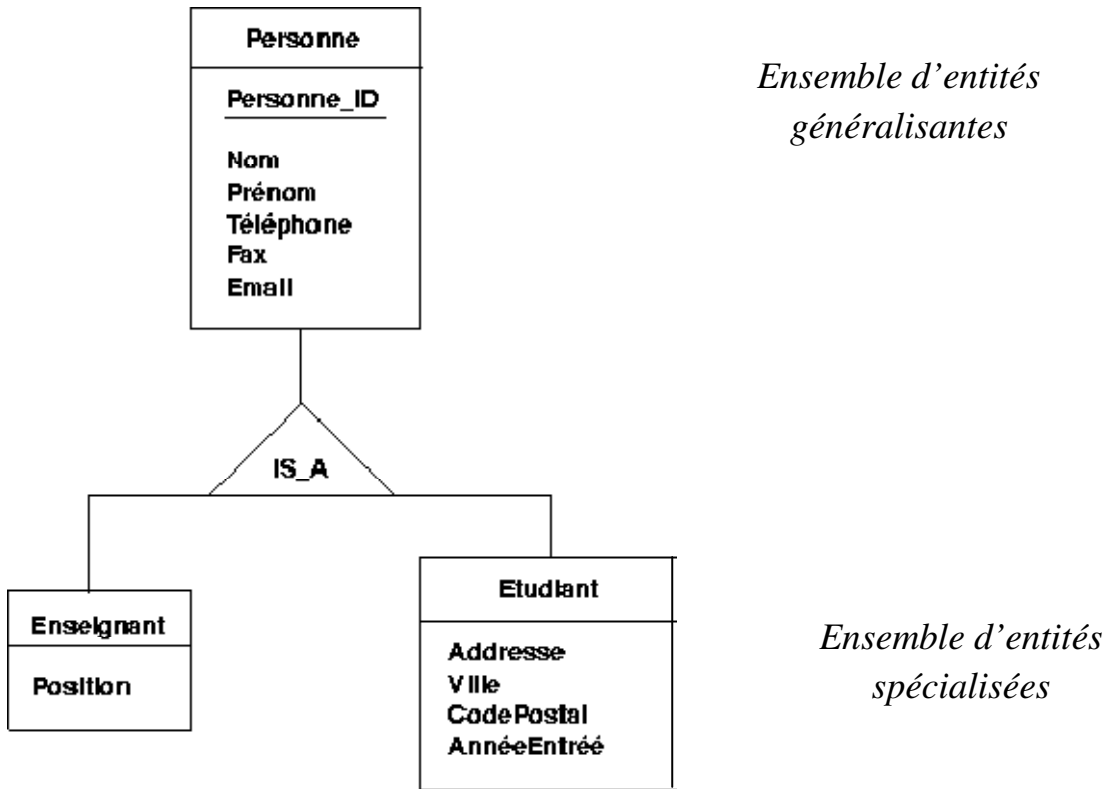 Personne
Ensemble d'entités
généralisantes
Personne_ID
Nom
Prénom
Téléphone
Fax
Email
IS_A
Enseignant
Position
Etudiant
Addresse
Ville
CodePostal
AnnéeEntréé
Ensemble d'entités
spécialisées